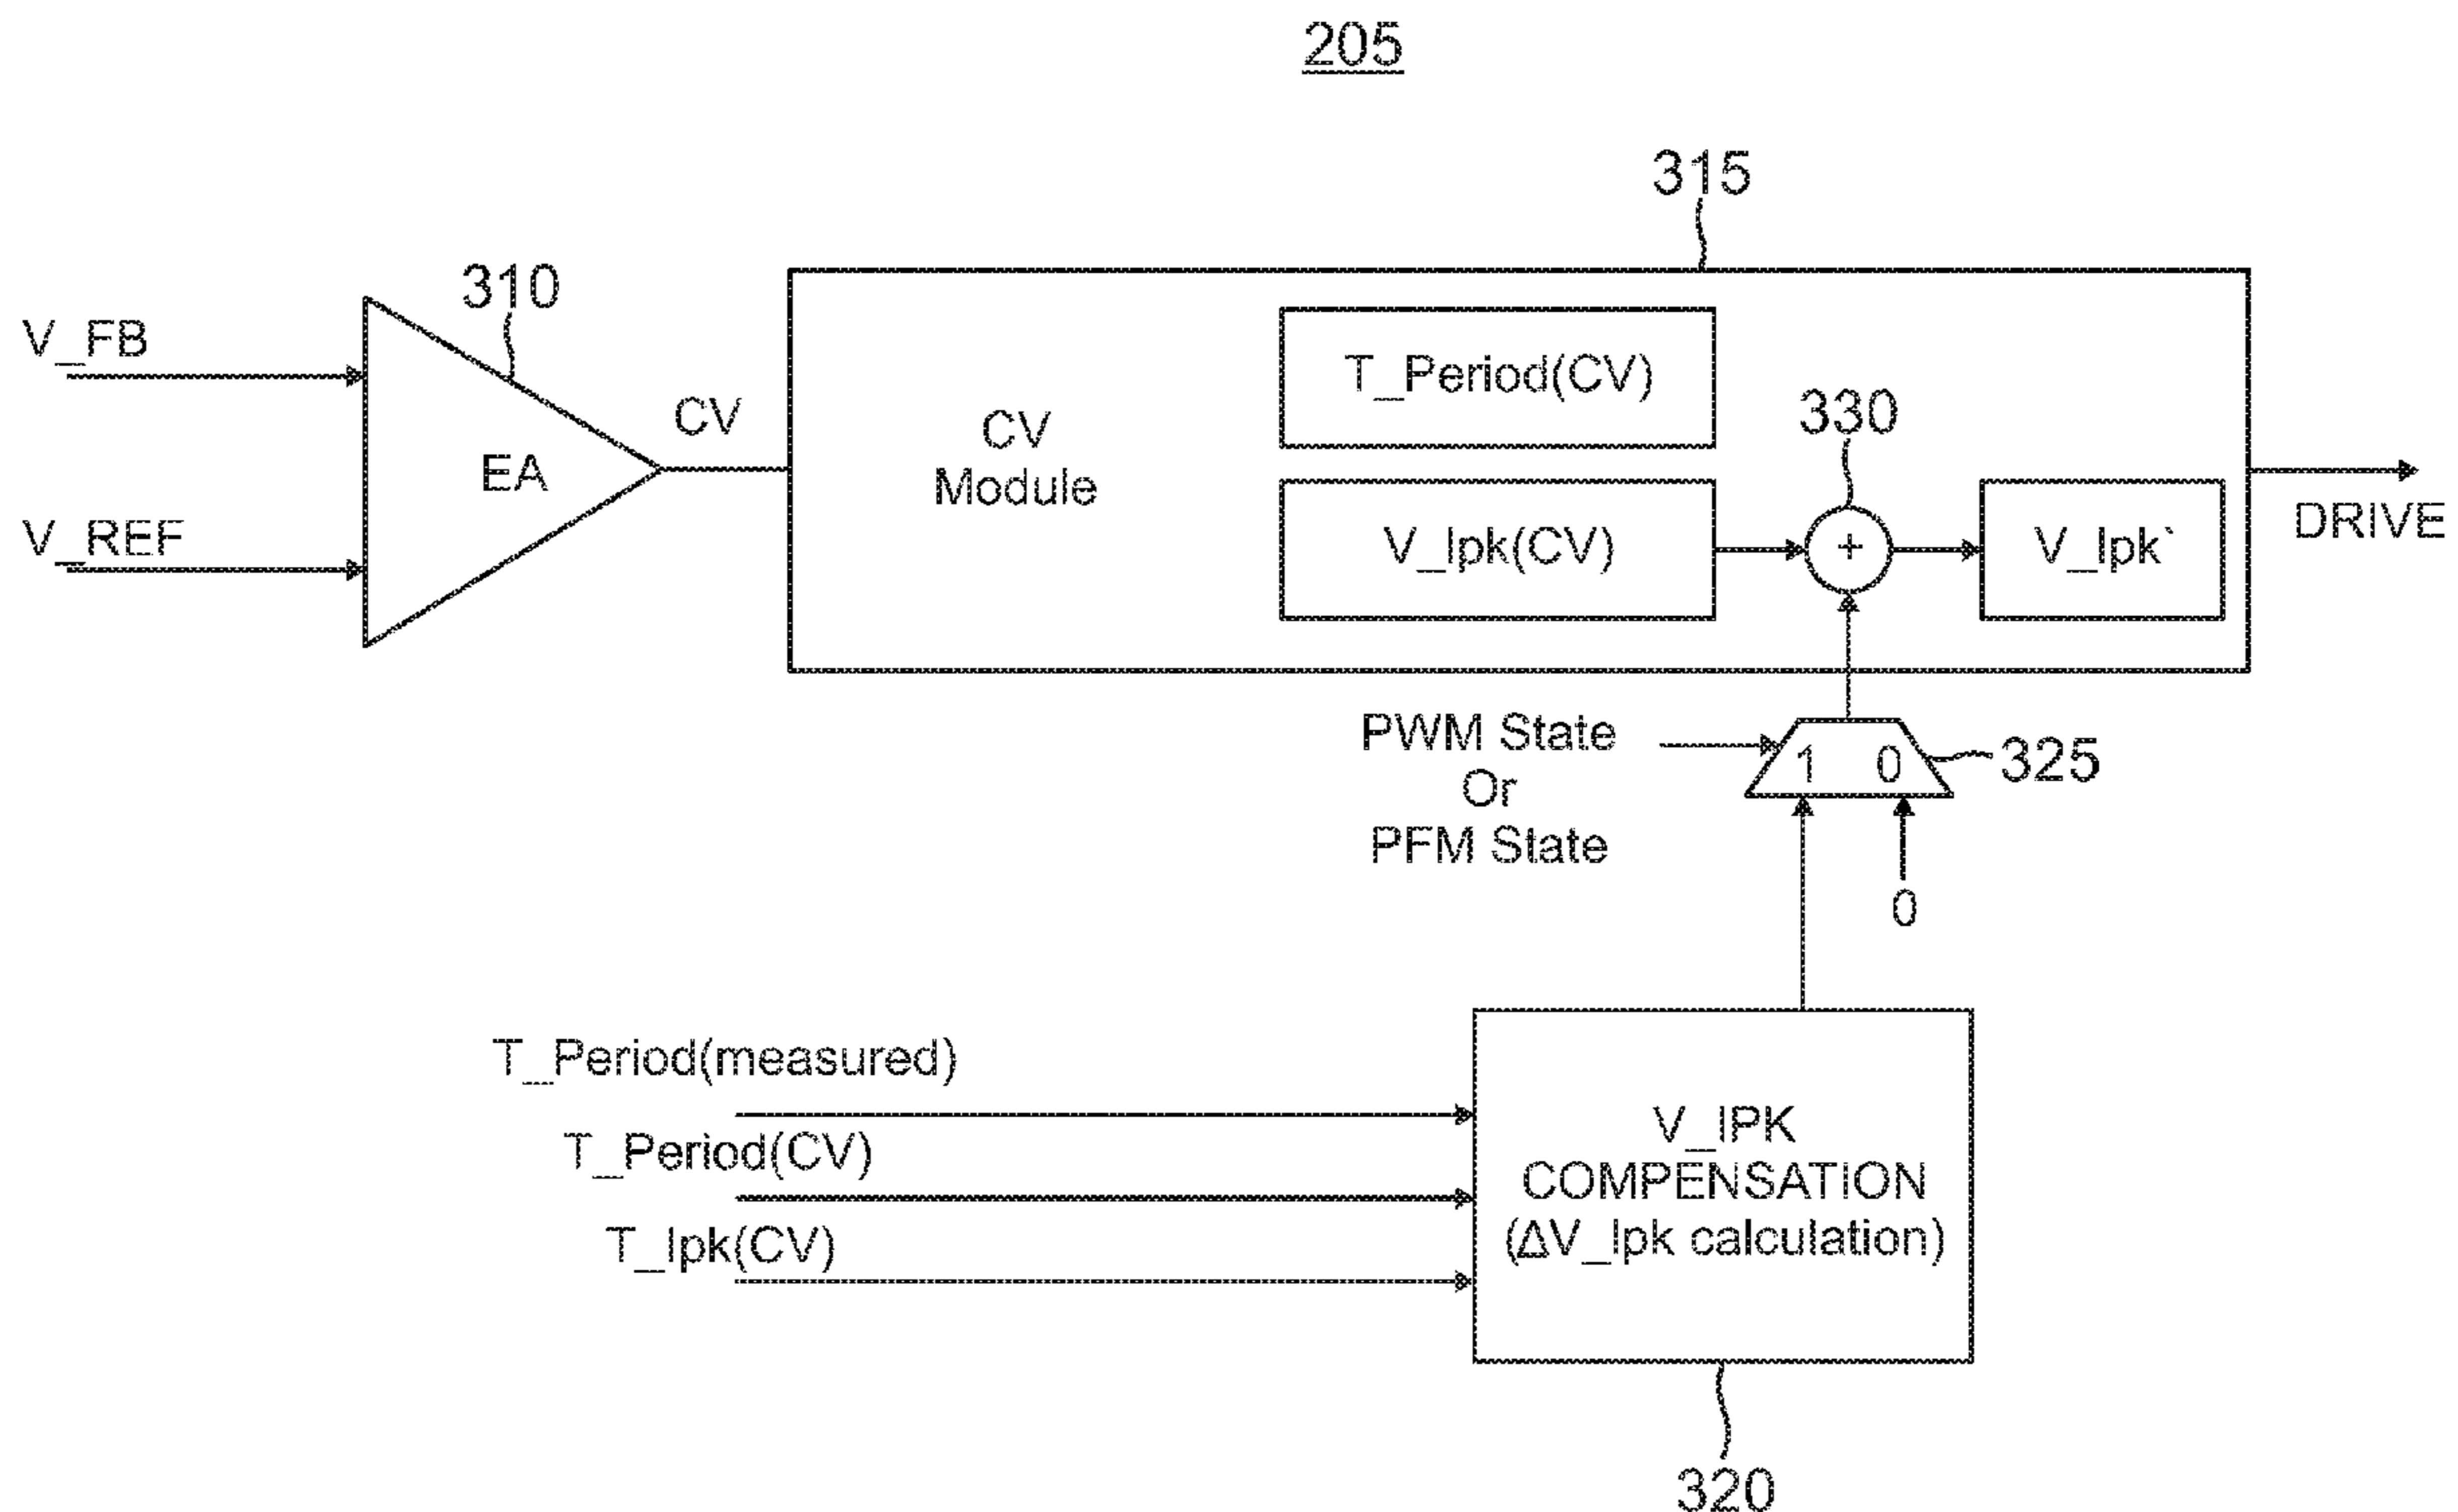 205
315
310
V_FB
T_Period(CV)
330
CV
CV
Module
EA
V_REF
V_Ipk(CV)
+
V_Ipk`
DRIVE
PWM State
Or
PFM State
1 0
325
0
T_Period(measured)
T_Period(CV)
T_Ipk(CV)
V_IPK
COMPENSATION
(ΔV_Ipk calculation)
320